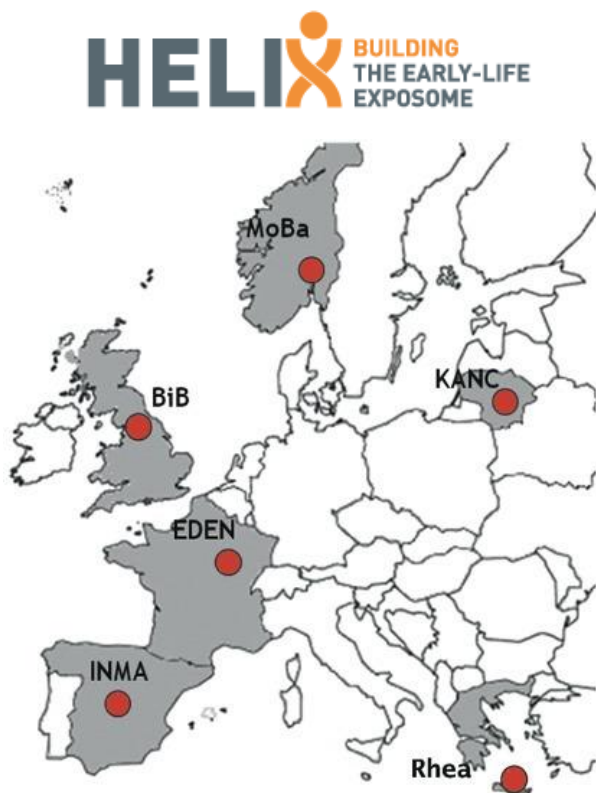 HELIX
BUILDING
THE EARLY-LIFE
EXPOSOME
MoBa
KANC
BiB
EDEN
INMA
Rhea